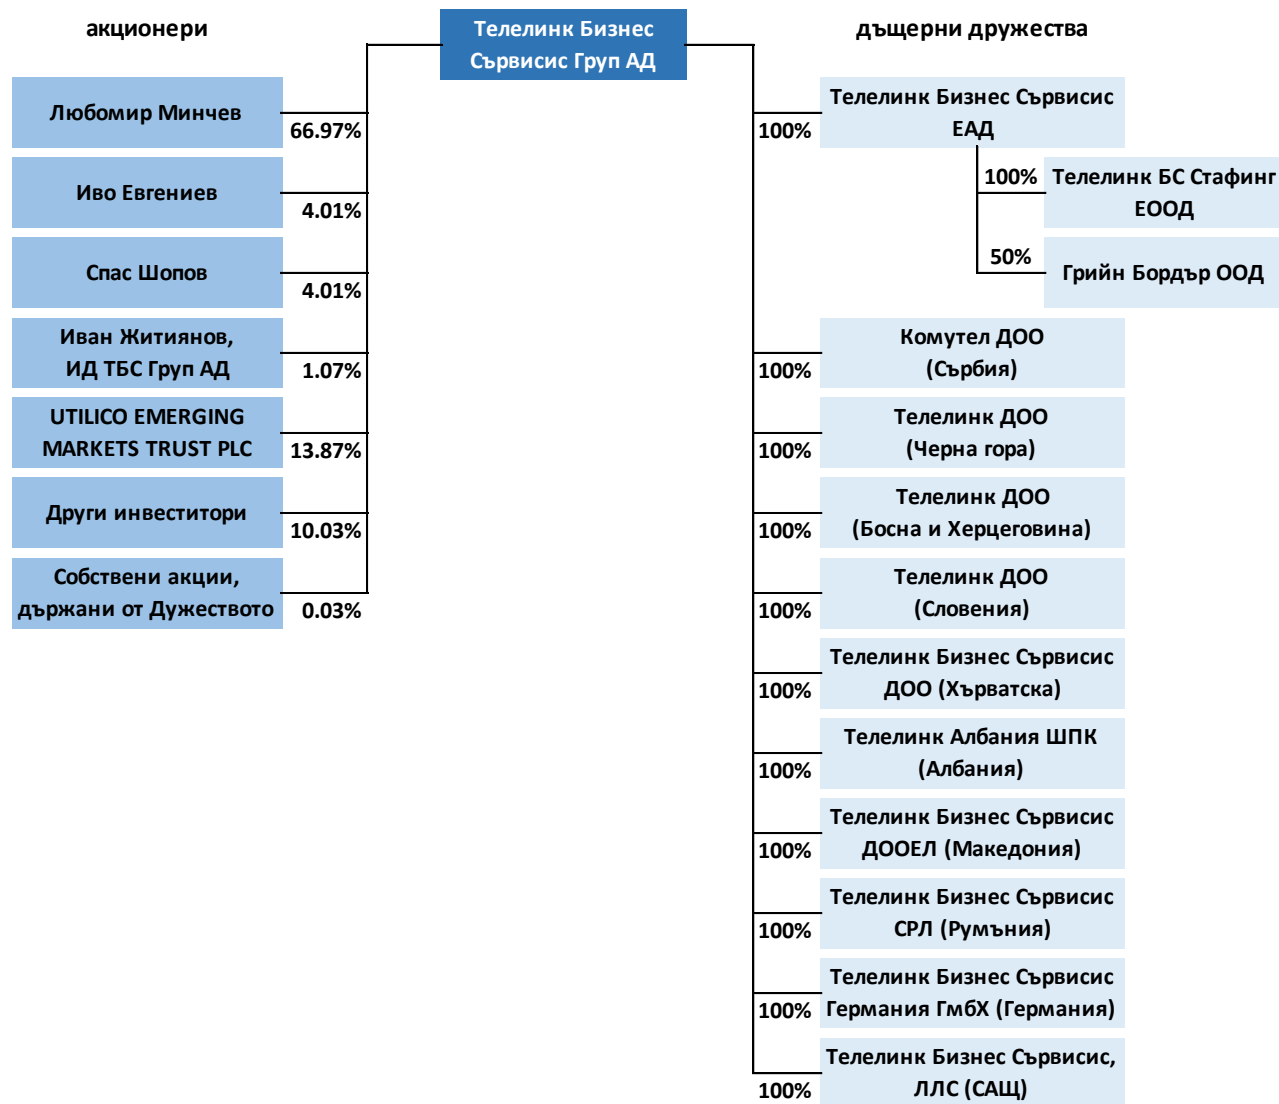 акционери
Телелинк Бизнес
Сървисис Груп АД
дъщерни дружества
Любомир Минчев
66.97%
Иво Евгениев
4.01%
Спас Шопов
4.01%
Иван Житиянов,
ИД ТБС Груп АД
1.07%
UTILICO EMERGING
MARKETS TRUST PLC
13.87%
Други инвеститори
10.03%
Собствени акции,
държани от Дужеството
0.03%
Телелинк Бизнес Сървисис
ЕАД
100%
100%
Телелинк БС Стафинг
ЕООД
50%
Грийн Бордър ООД
Комутел ДОО
(Сърбия)
100%
Телелинк ДОО
(Черна гора)
100%
Телелинк ДОО
(Босна и Херцеговина)
100%
Телелинк ДОО
(Словения)
100%
Телелинк Бизнес Сървисис
ДОО (Хърватска)
100%
Телелинк Албания ШПК
(Албания)
100%
Телелинк Бизнес Сървисис
ДООЕЛ (Македония)
100%
Телелинк Бизнес Сървисис
СРЛ (Румъния)
100%
Телелинк Бизнес Сървисис
Германия ГмбХ (Германия)
100%
Телелинк Бизнес Сървисис,
ЛЛС (САЩ)
100%